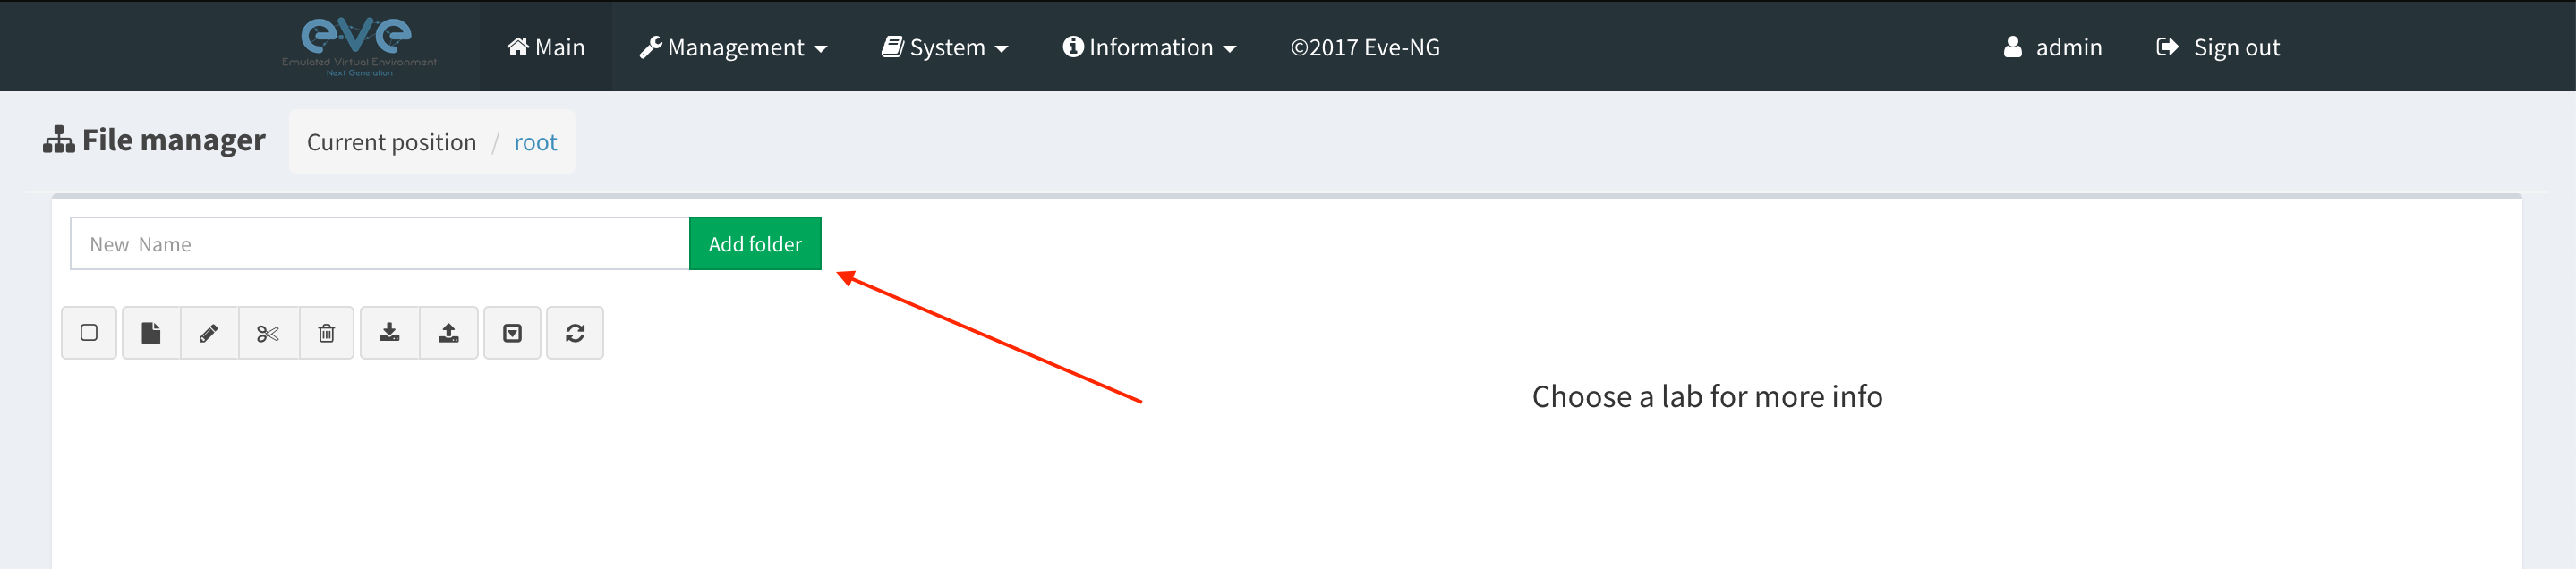 eve
Emulated Virtual Environment
Next Generation
Main
Management
System
Information
©2017 Eve-NG
admin
Sign out
File manager
Current position / root
New Name
Add folder
Choose a lab for more info